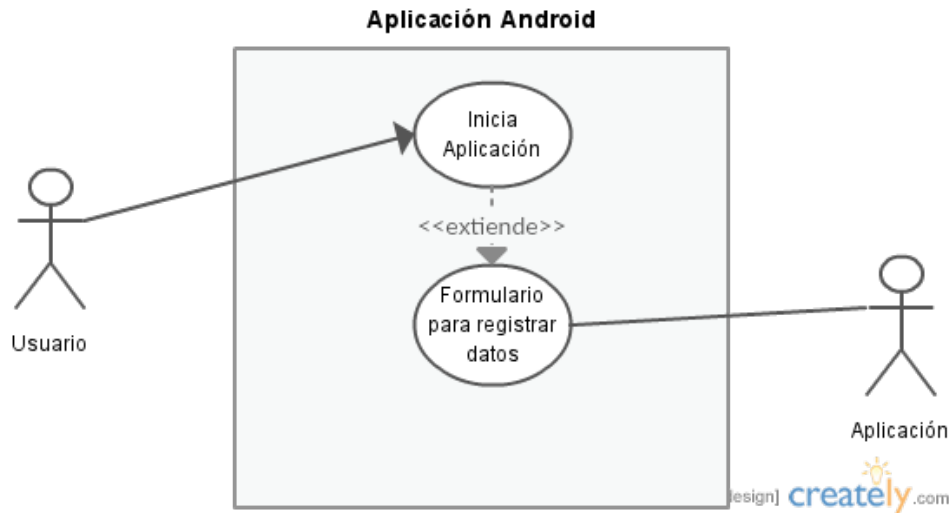 Aplicación Android
Inicia
Aplicación
<<extiende>>
Formulario
para registrar
datos
Usuario
Aplicación
design] creately.com